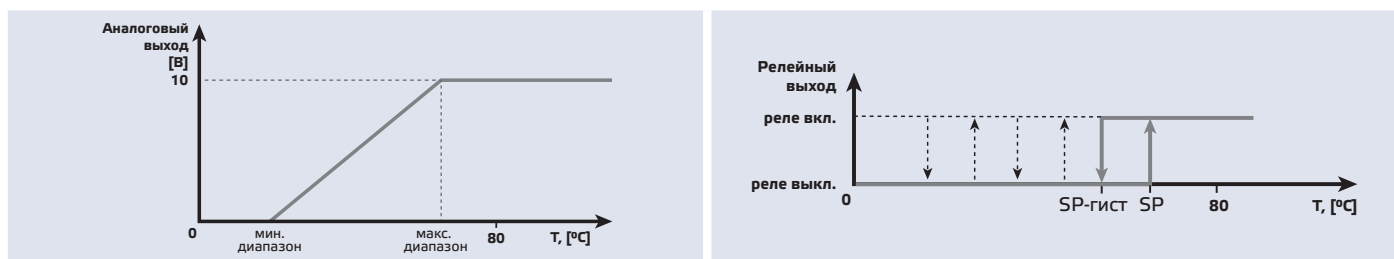 Аналоговый
выход
[В]
10
0
мин.
диапазон
макс.
диапазон
80
T, [ºC]
Релейный
выход
реле вкл.
реле выкл.
0
SP-гист
SP
80
T, [ºC]